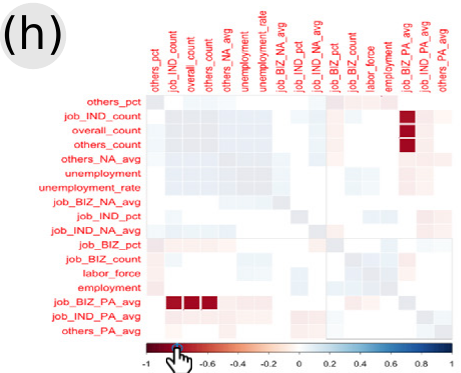 (h)
others_pct
job_IND_count
overall_count
others_count
others_NA_avg
unemployment
unemployment_rate
job_BIZ_NA_avg
job_IND_pct
job_IND_NA_avg
job_BIZ_pct
job_BIZ_count
labor_force
employment
job_BIZ_PA_avg
job_IND_PA_avg
others_PA_avg
others_pct
job_IND_count
overall_count
others_count
others_NA_avg
unemployment
unemployment_rate
job_BIZ_NA_avg
job_IND_pct
job_IND_NA_avg
job_BIZ_pct
job_BIZ_count
labor_force
employment
job_BIZ_PA_avg
job_IND_PA_avg
others_PA_avg
-1 -0.6 -0.4 -0.2 0 0.2 0.4 0.6 0.8 1